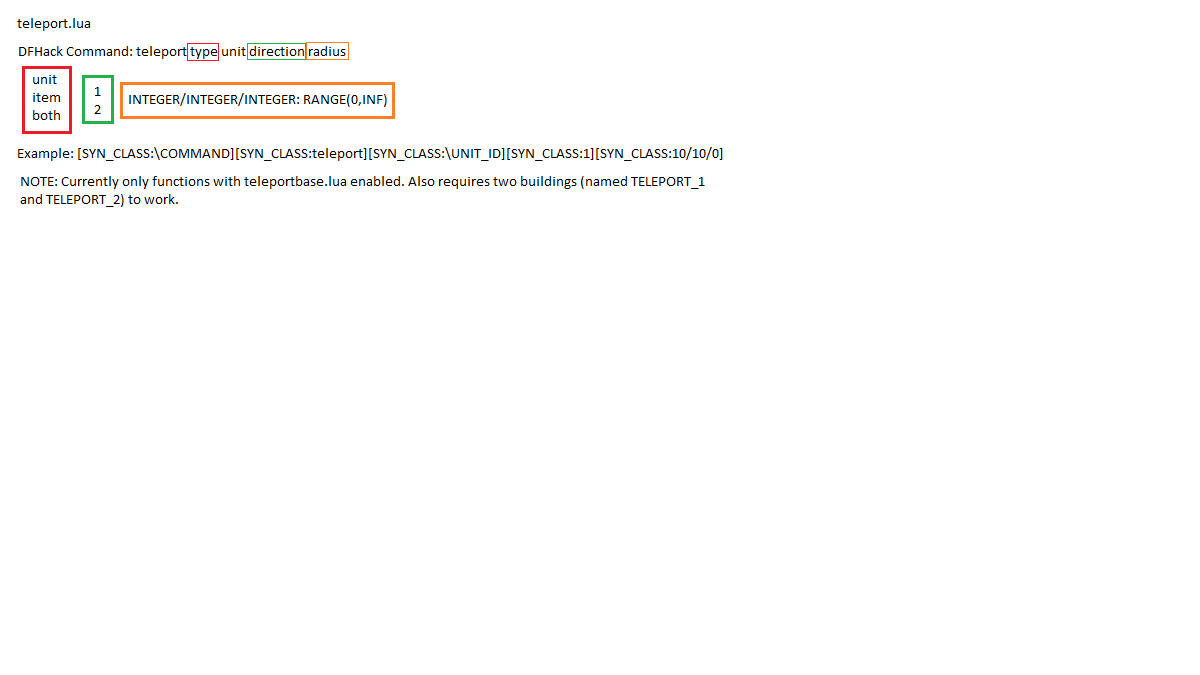 teleport.lua
DFHack Command: teleport type unit direction radius
unit
item
both
1
2
INTEGER/INTEGER/INTEGER: RANGE(0,INF)
Example: [SYN_CLASS:\COMMAND][SYN_CLASS:teleport][SYN_CLASS:\UNIT_ID][SYN_CLASS:1][SYN_CLASS:10/10/0]
NOTE: Currently only functions with teleportbase.lua enabled. Also requires two buildings (named TELEPORT_1
and TELEPORT_2) to work.